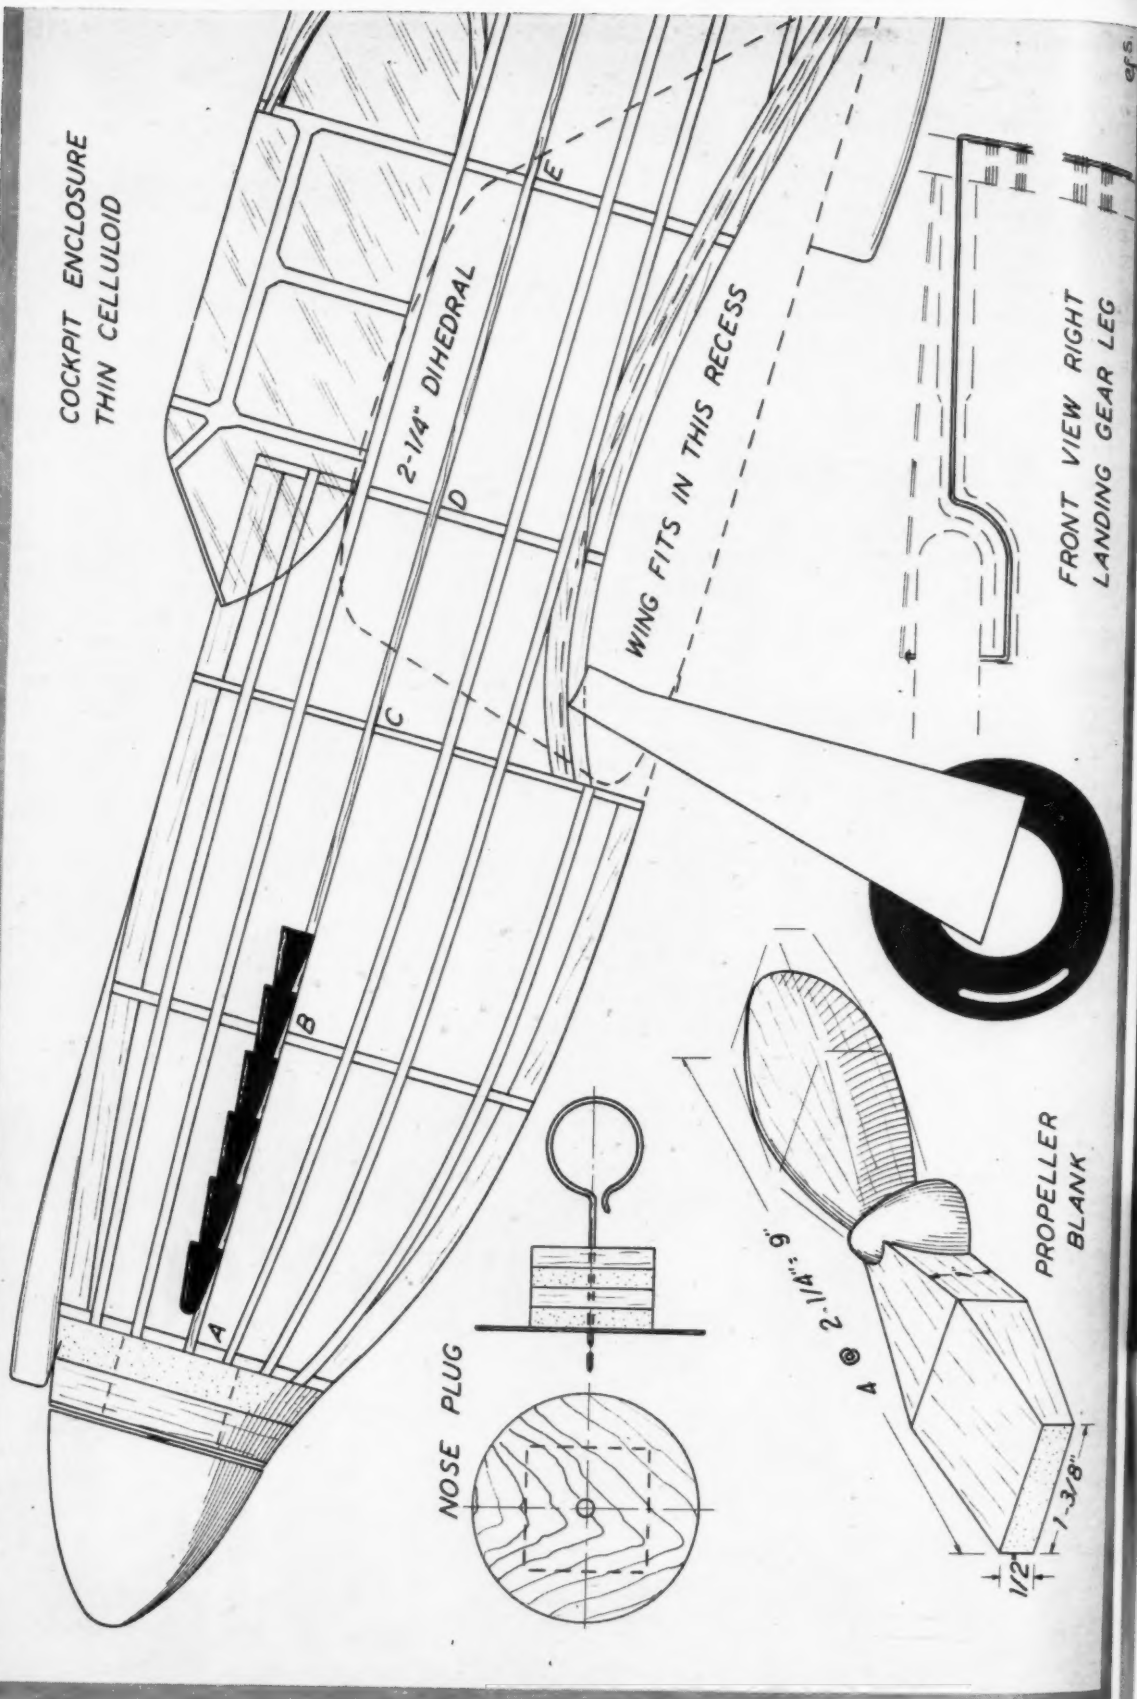 COCKPIT ENCLOSURE
THIN CELLULOID
2-1/4" DIHEDRAL
WING FITS IN THIS RECESS
A
B
C
D
E
FRONT VIEW RIGHT
LANDING GEAR LEG
NOSE PLUG
4 @ 2-1/4" = 9"
PROPELLER
BLANK
1/2"
1-3/8"